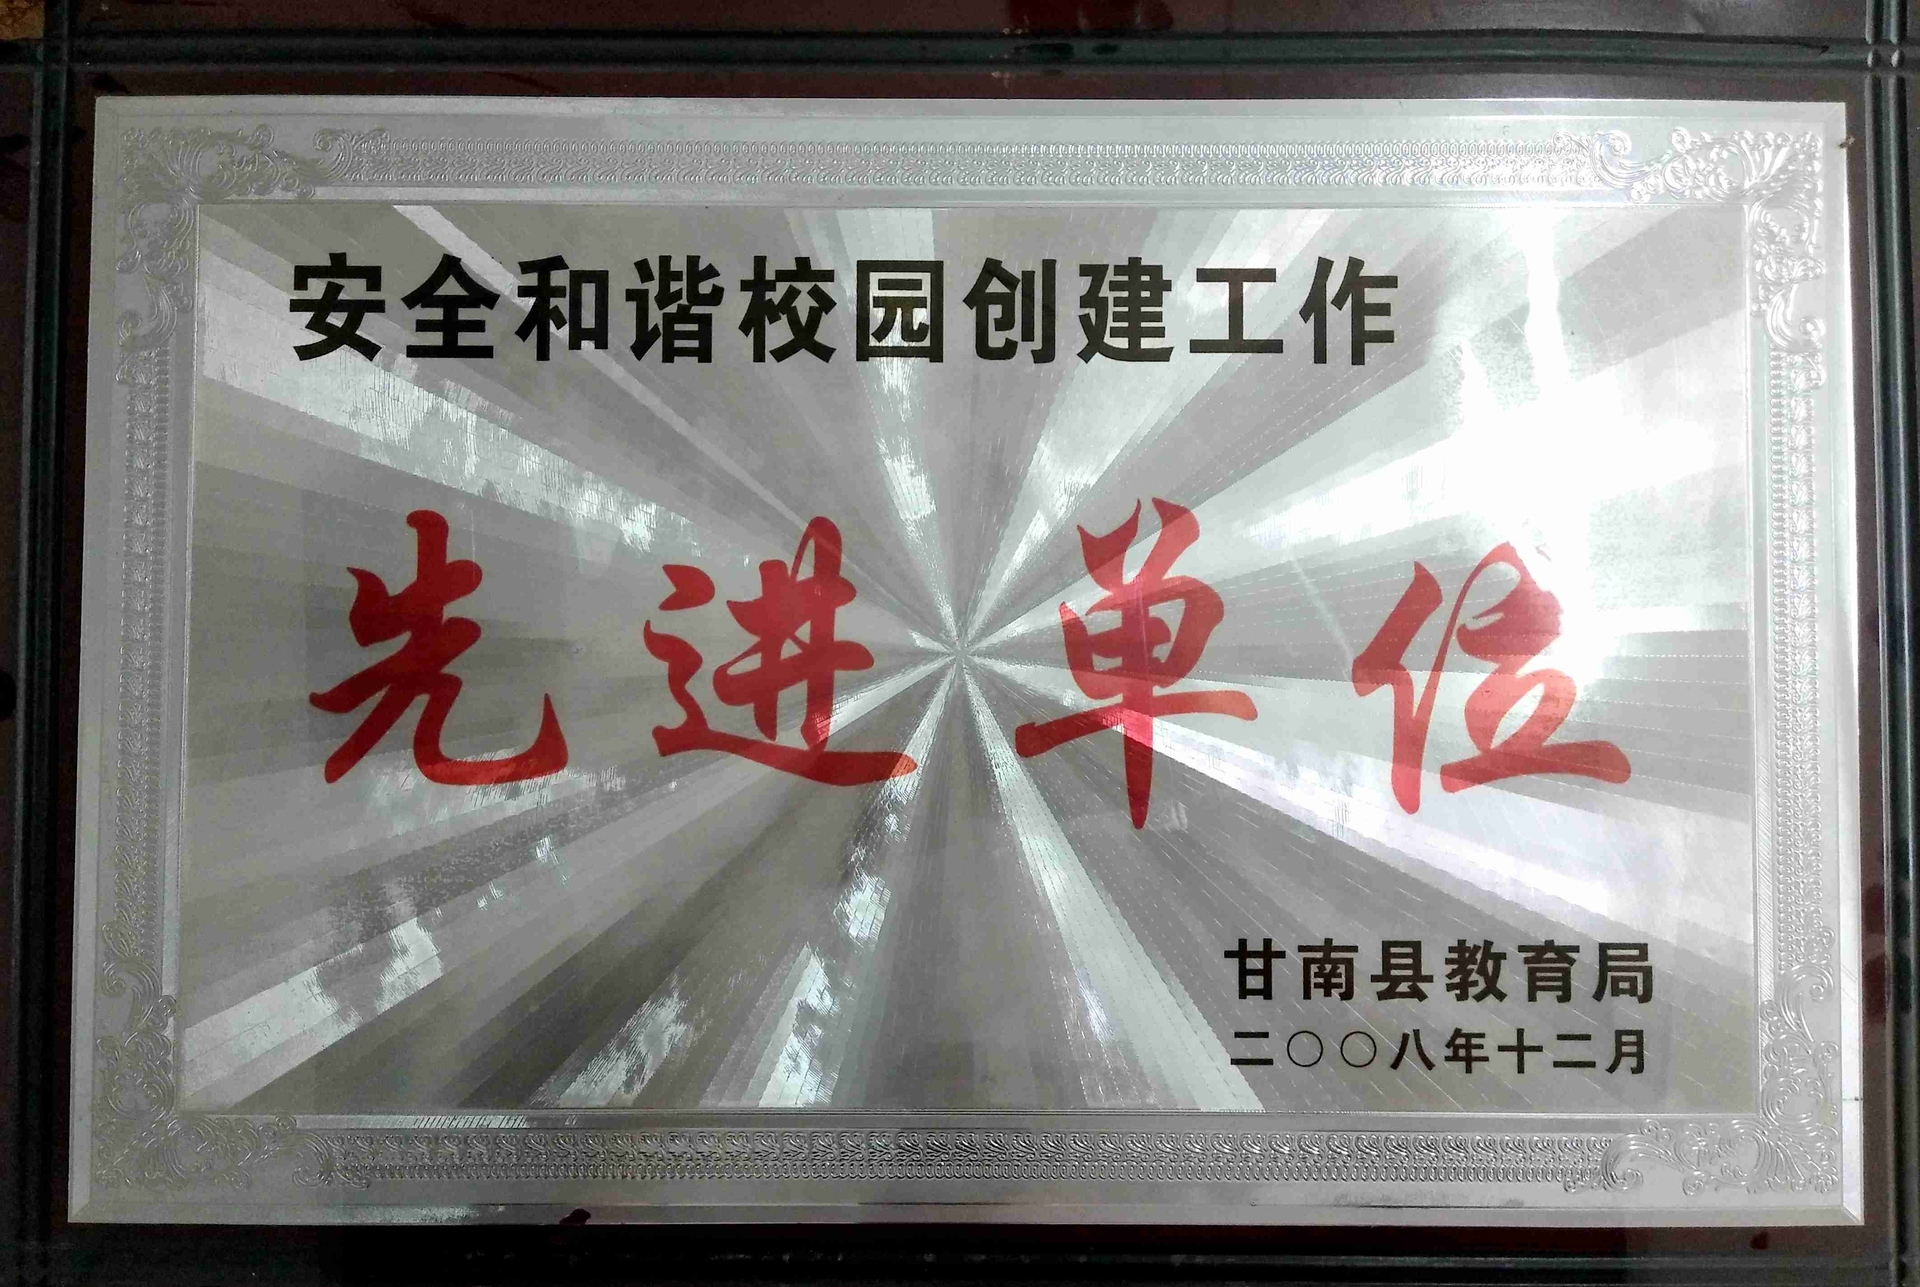 安全和谐校园创建工作
先进单位
甘南县教育局
二〇〇八年十二月